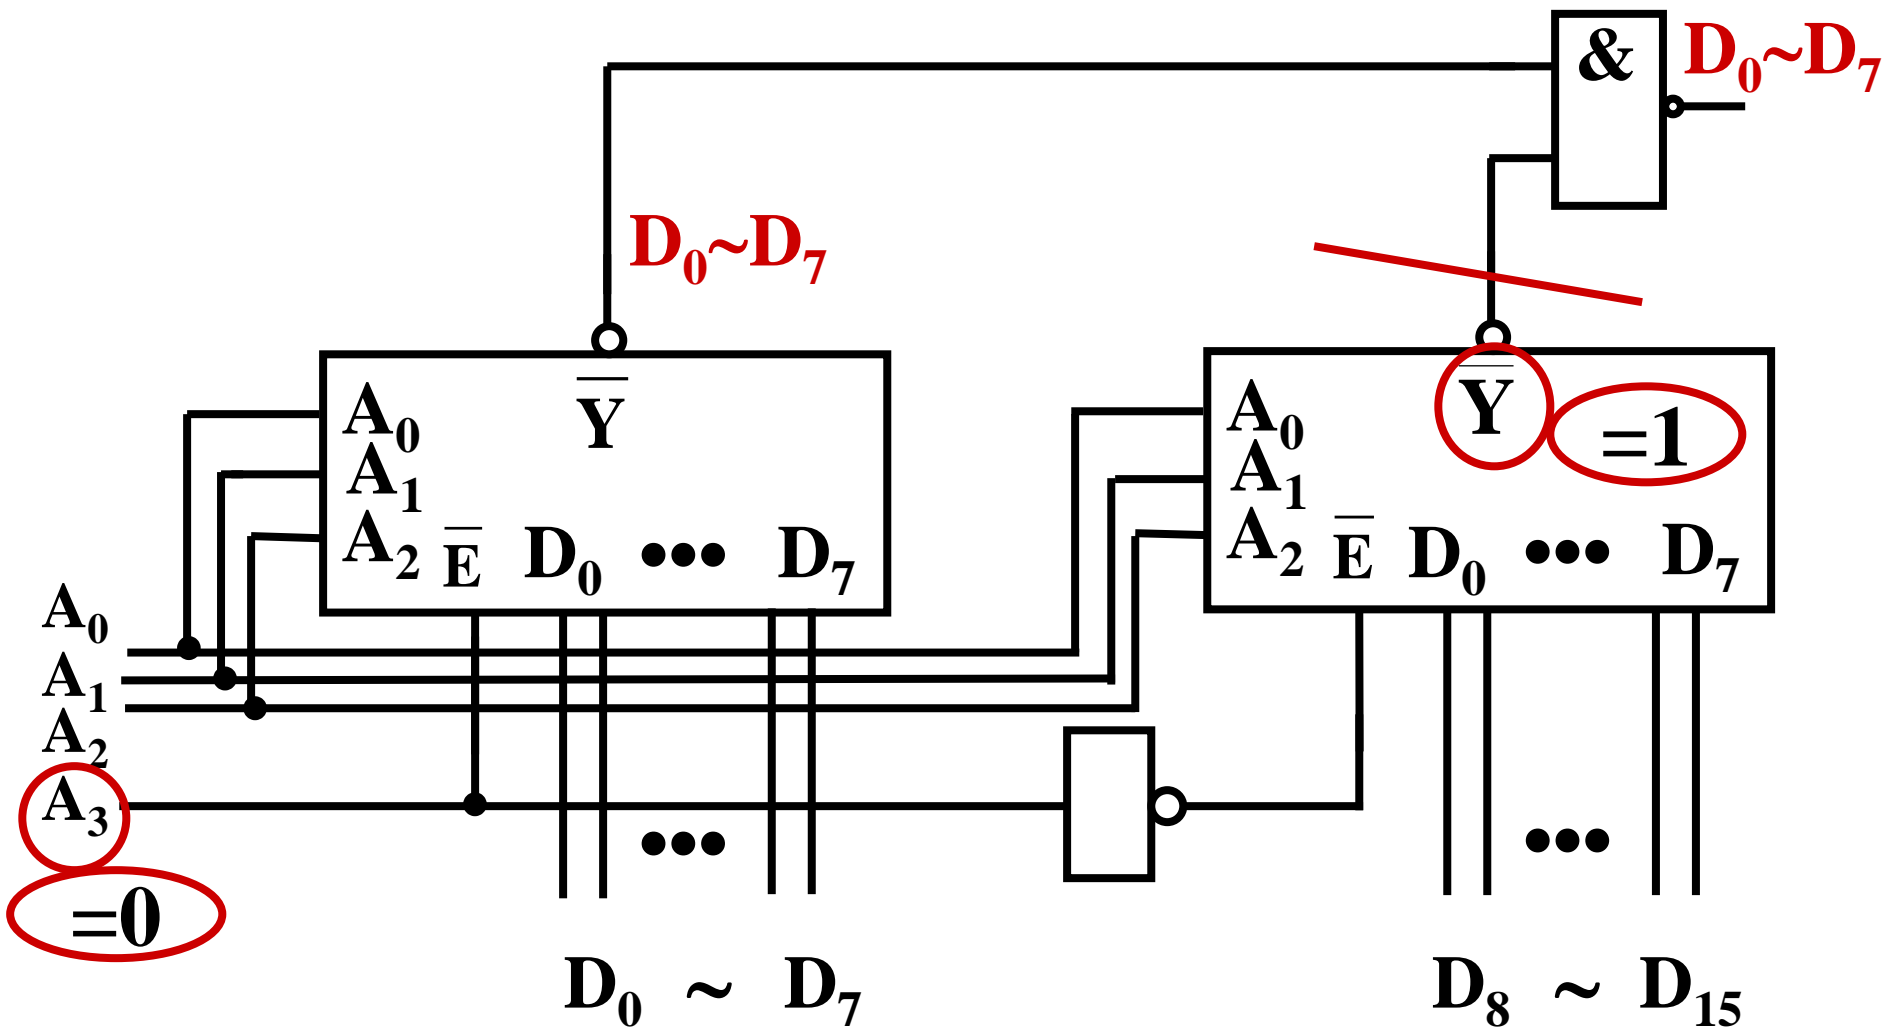 & D₀~D₇
D₀~D₇
A₀ Y̅
A₁
A₂ E̅ D₀ ●●● D₇
A₀ Y̅ =1
A₁
A₂ E̅ D₀ ●●● D₇
A₀
A₁
A₂
A₃
●●● ●●●
=0
D₀ ~ D₇ D₈ ~ D₁₅